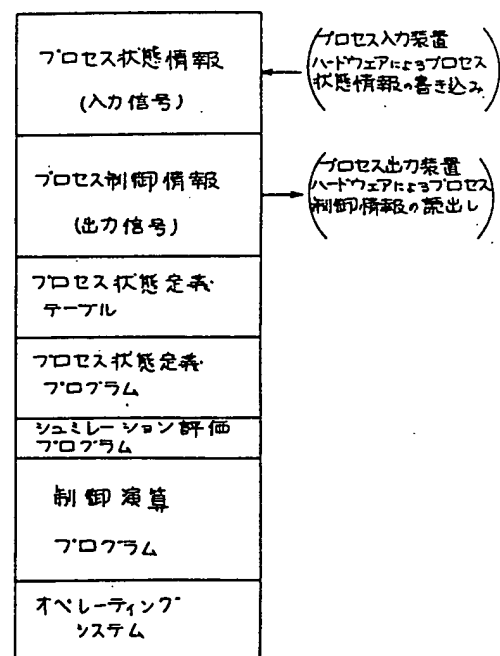 プロセス状態情報
(入力信号)
プロセス入力装置
ハードウェアによるプロセス
状態情報の書き込み
プロセス制御情報
(出力信号)
プロセス出力装置
ハードウェアによるプロセス
制御情報の読出し
プロセス状態定義
テーブル
プロセス状態定義
プログラム
シュミレーション評価
プログラム
制御演算
プログラム
オペレーティング
システム